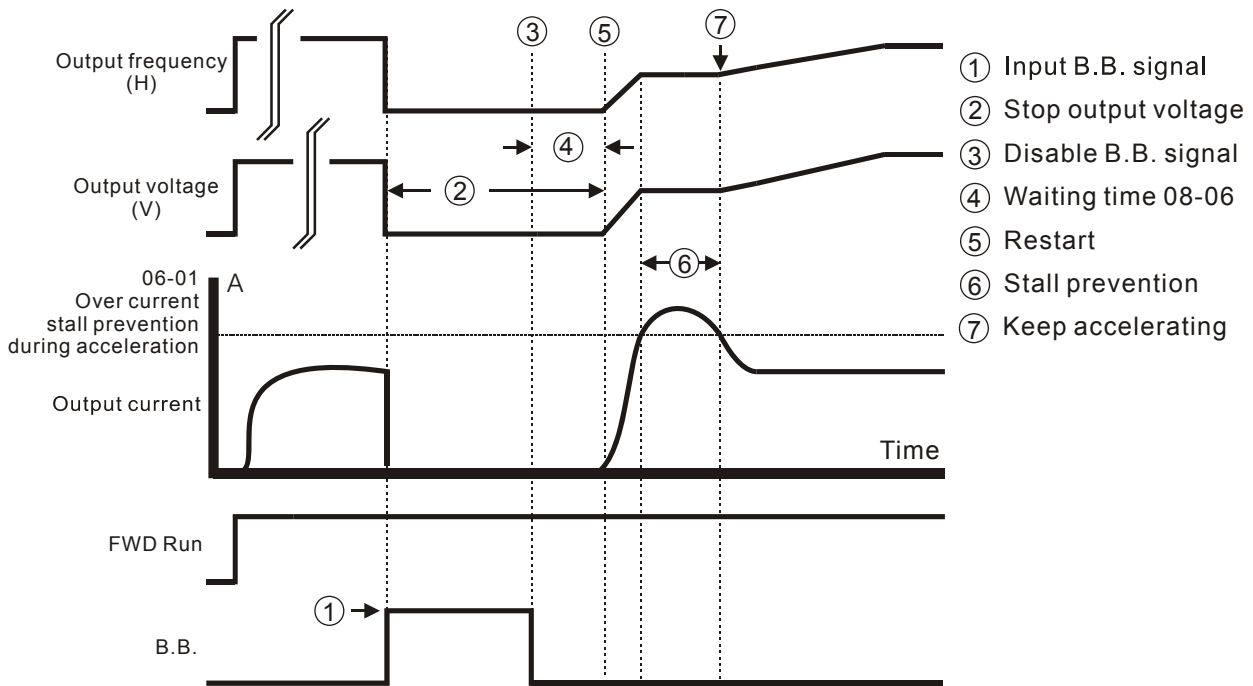 Output frequency
(H)
③
⑤
⑦
④
Output voltage
(V)
②
⑥
06-01
Over current
stall prevention
during acceleration
A
Output current
Time
FWD Run
①
B.B.
① Input B.B. signal
② Stop output voltage
③ Disable B.B. signal
④ Waiting time 08-06
⑤ Restart
⑥ Stall prevention
⑦ Keep accelerating